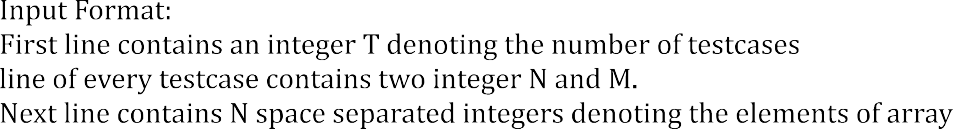 Input Format:
First line contains an integer T denoting the number of testcases
line of every testcase contains two integer N and M.
Next line contains N space separated integers denoting the elements of array